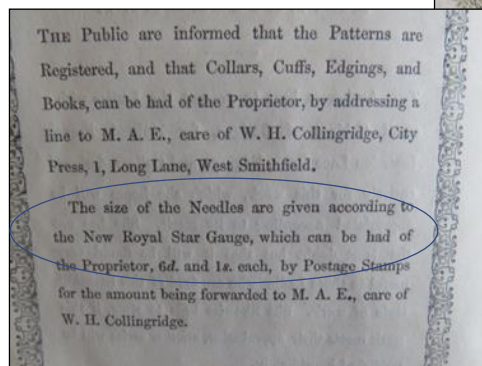 THE Public are informed that the Patterns are
Registered, and that Collars, Cuffs, Edgings, and
Books, can be had of the Proprietor, by addressing a
line to M. A. E., care of W. H. Collingridge, City
Press, 1, Long Lane, West Smithfield.
The size of the Needles are given according to
the New Royal Star Gauge, which can be had of
the Proprietor, 6d. and 1s. each, by Postage Stamps
for the amount being forwarded to M. A. E., care of
W. H. Collingridge.